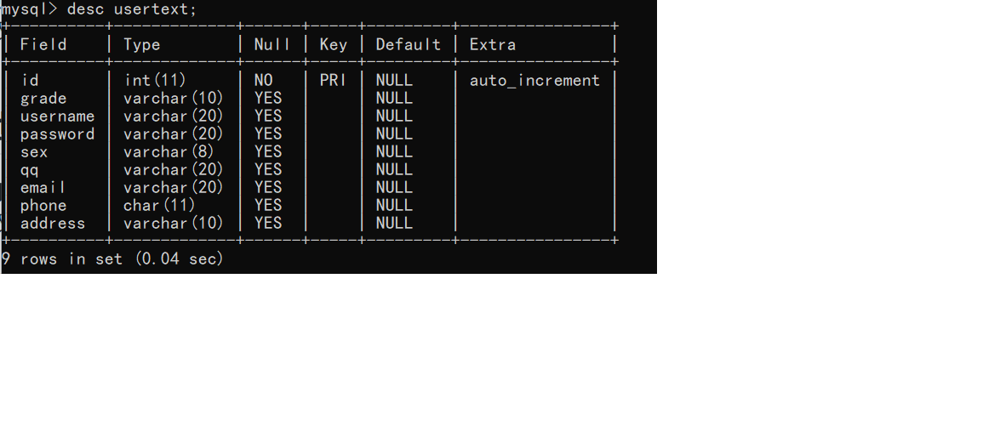 mysql> desc usertext;
+----------+-------------+------+-----+---------+----------------+
| Field    | Type        | Null | Key | Default | Extra          |
+----------+-------------+------+-----+---------+----------------+
| id       | int(11)     | NO   | PRI | NULL    | auto_increment |
| grade    | varchar(10) | YES  |     | NULL    |                |
| username | varchar(20) | YES  |     | NULL    |                |
| password | varchar(20) | YES  |     | NULL    |                |
| sex      | varchar(8)  | YES  |     | NULL    |                |
| qq       | varchar(20) | YES  |     | NULL    |                |
| email    | varchar(20) | YES  |     | NULL    |                |
| phone    | char(11)    | YES  |     | NULL    |                |
| address  | varchar(10) | YES  |     | NULL    |                |
+----------+-------------+------+-----+---------+----------------+
9 rows in set (0.04 sec)